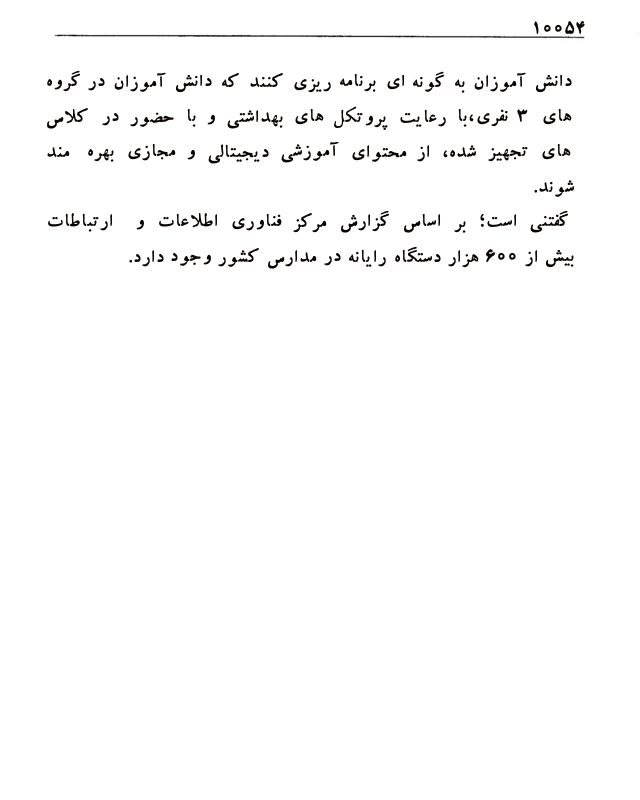 ۱۰۰۵۴
دانش آموزان به گونه ای برنامه ریزی کنند که دانش آموزان در گروه
های ۳ نفری،با رعایت پروتکل های بهداشتی و با حضور در کلاس
های تجهیز شده، از محتوای آموزشی دیجیتالی و مجازی بهره مند
شوند.
گفتنی است؛ بر اساس گزارش مرکز فناوری اطلاعات و ارتباطات
بیش از ۶۰۰ هزار دستگاه رایانه در مدارس کشور وجود دارد.